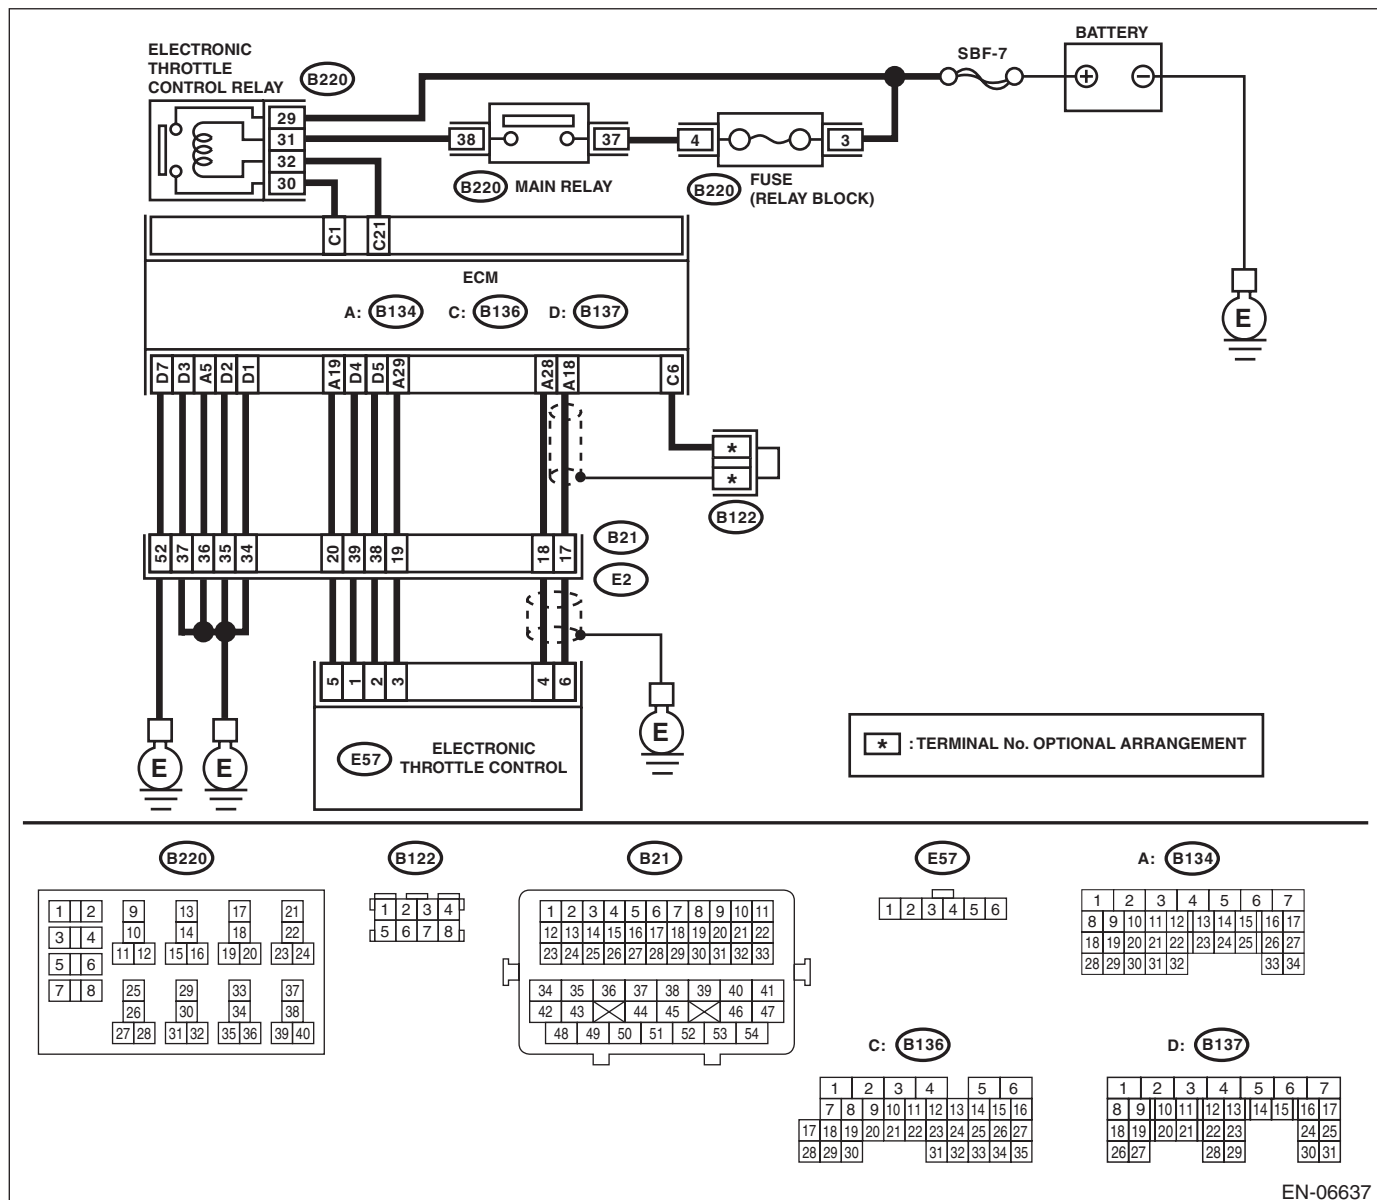 ELECTRONIC
THROTTLE
CONTROL RELAY
B220
SBF-7
BATTERY
+ −
29
31
32
30
38 37
4 3
B220 MAIN RELAY
B220 FUSE
(RELAY BLOCK)
E
C1 C21
ECM
A: B134 C: B136 D: B137
D7 D3 A5 D2 D1 A19 D4 D5 A29 A28 A18 C6
*
*
B122
52 37 36 35 34 20 39 38 19 18 17
B21
E2
5 1 2 3 4 6
E57 ELECTRONIC
THROTTLE CONTROL
E E E
* : TERMINAL No. OPTIONAL ARRANGEMENT
B220
1 2 9 13 17 21
3 4 10 14 18 22
11 12 15 16 19 20 23 24
5 6
7 8 25 29 33 37
26 30 34 38
27 28 31 32 35 36 39 40
B122
1 2 3 4
5 6 7 8
B21
1 2 3 4 5 6 7 8 9 10 11
12 13 14 15 16 17 18 19 20 21 22
23 24 25 26 27 28 29 30 31 32 33
34 35 36 37 38 39 40 41
42 43 44 45 46 47
48 49 50 51 52 53 54
E57
1 2 3 4 5 6
A: B134
1 2 3 4 5 6 7
8 9 10 11 12 13 14 15 16 17
18 19 20 21 22 23 24 25 26 27
28 29 30 31 32 33 34
C: B136
1 2 3 4 5 6
7 8 9 10 11 12 13 14 15 16
17 18 19 20 21 22 23 24 25 26 27
28 29 30 31 32 33 34 35
D: B137
1 2 3 4 5 6 7
8 9 10 11 12 13 14 15 16 17
18 19 20 21 22 23 24 25
26 27 28 29 30 31
EN-06637